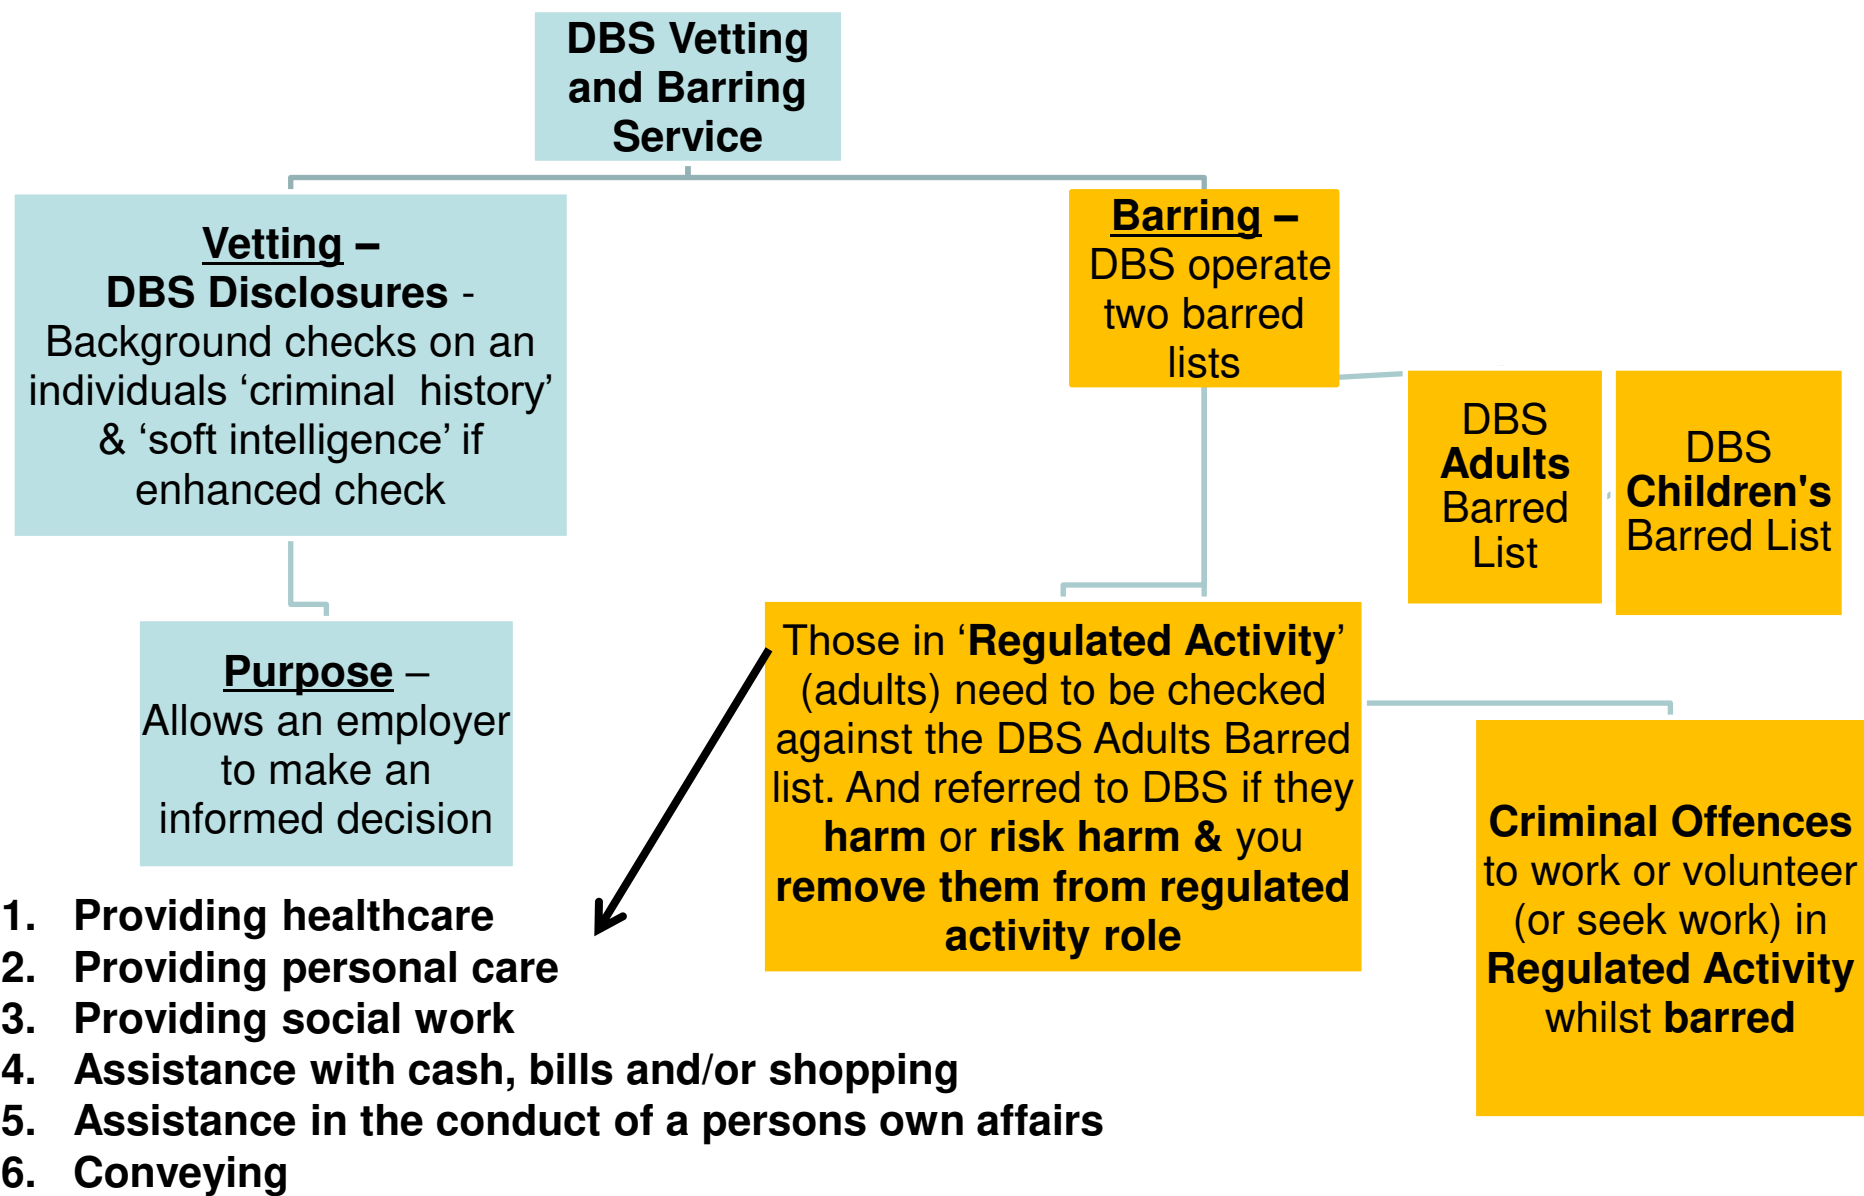 DBS Vetting
and Barring
Service
Vetting –
DBS Disclosures -
Background checks on an
individuals ‘criminal  history’
& ‘soft intelligence’ if
enhanced check
Barring –
DBS operate
two barred
lists
DBS
Adults
Barred
List
DBS
Children's
Barred List
Purpose –
Allows an employer
to make an
informed decision
Those in ‘Regulated Activity’
(adults) need to be checked
against the DBS Adults Barred
list. And referred to DBS if they
harm or risk harm & you
remove them from regulated
activity role
Criminal Offences
to work or volunteer
(or seek work) in
Regulated Activity
whilst barred
1. Providing healthcare
2. Providing personal care
3. Providing social work
4. Assistance with cash, bills and/or shopping
5. Assistance in the conduct of a persons own affairs
6. Conveying